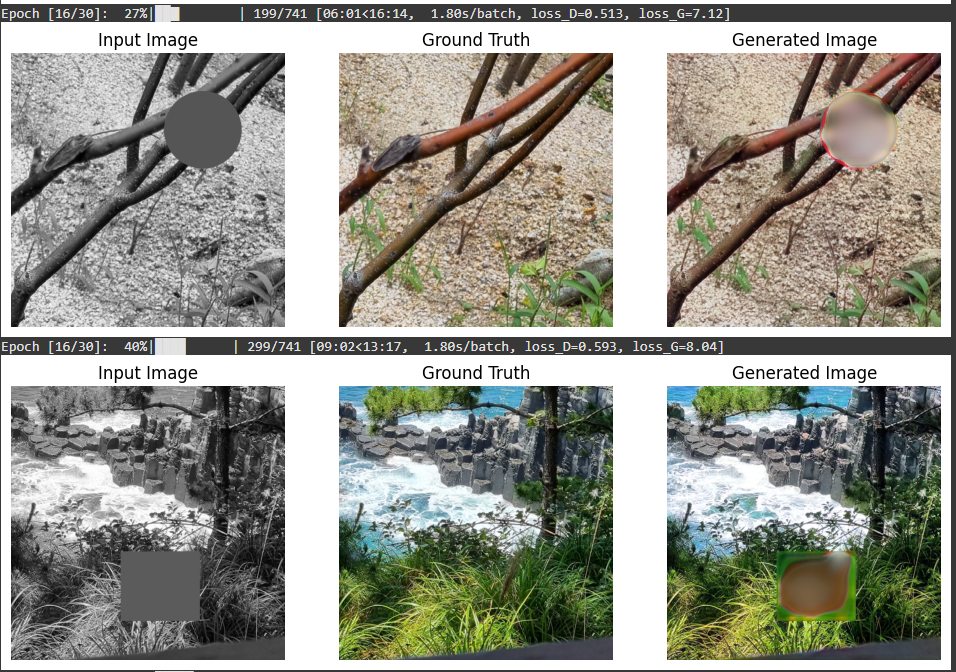 Epoch [16/30]:  27%|          | 199/741 [06:01<16:14,  1.80s/batch, loss_D=0.513, loss_G=7.12]
Input Image Ground Truth Generated Image
Epoch [16/30]:  40%|          | 299/741 [09:02<13:17,  1.80s/batch, loss_D=0.593, loss_G=8.04]
Input Image Ground Truth Generated Image